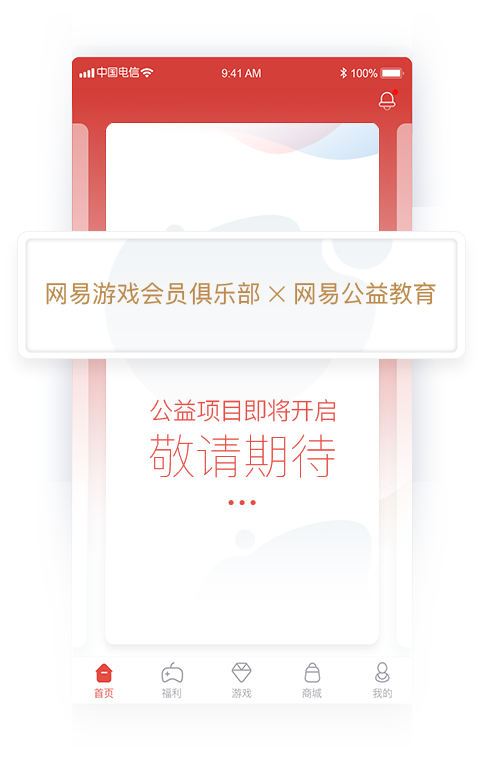 中国电信 9:41 AM 100%
网易游戏会员俱乐部 × 网易公益教育
公益项目即将开启
敬请期待
首页 福利 游戏 商城 我的